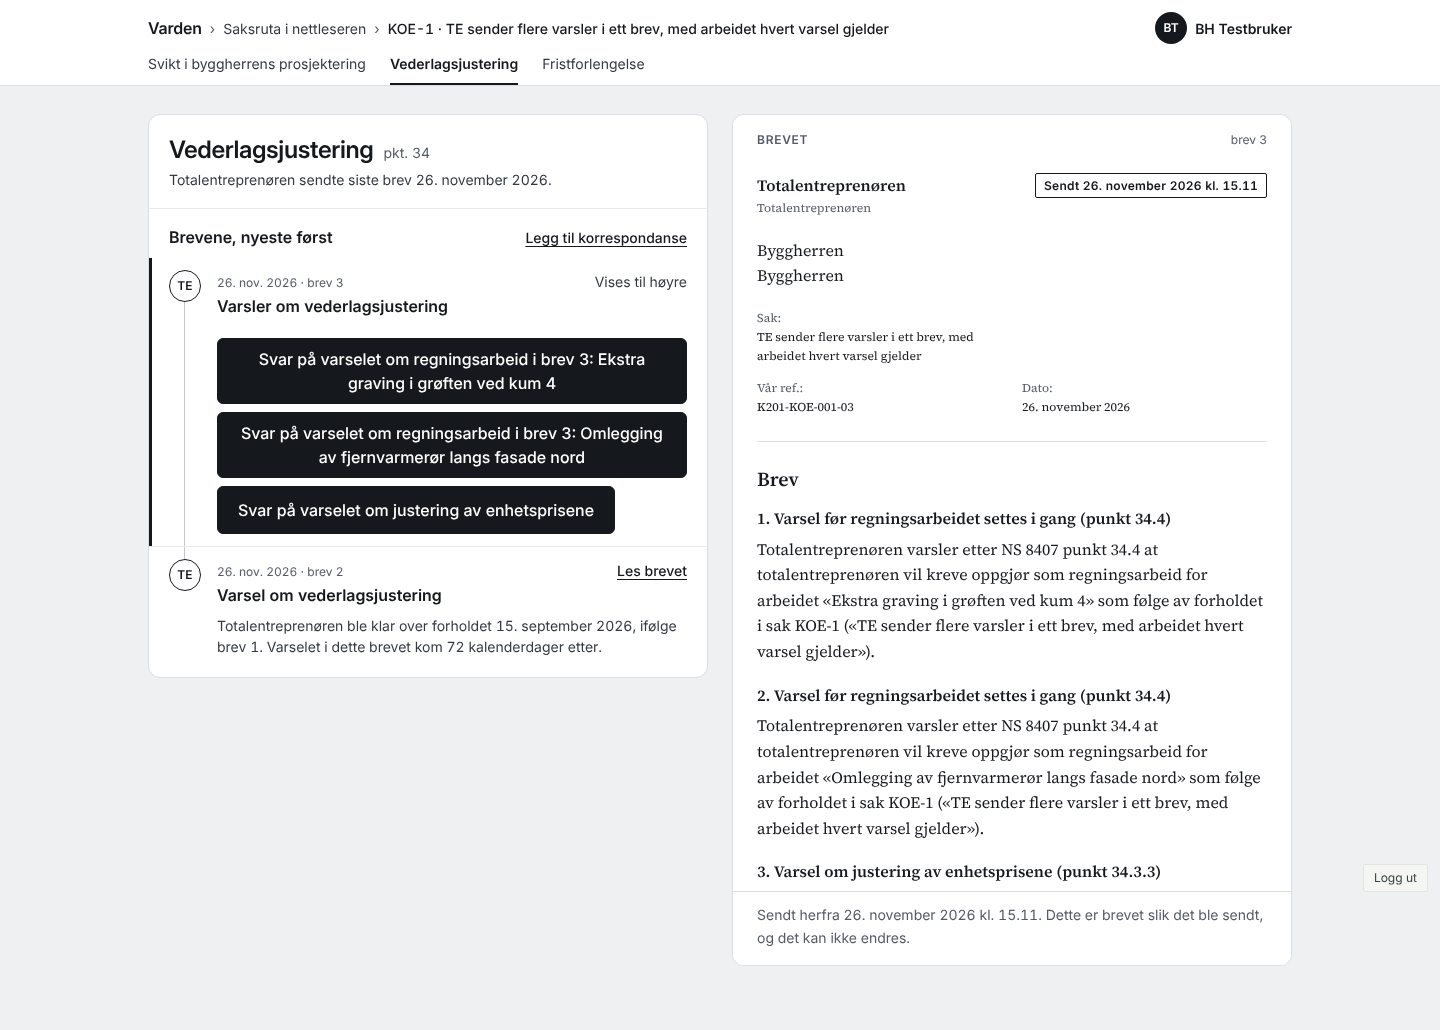 Varden › Saksruta i nettleseren › KOE-1 · TE sender flere varsler i ett brev, med arbeidet hvert varsel gjelder
BT BH Testbruker
Svikt i byggherrens prosjektering Vederlagsjustering Fristforlengelse
Vederlagsjustering pkt. 34
Totalentreprenøren sendte siste brev 26. november 2026.
Brevene, nyeste først Legg til korrespondanse
TE 26. nov. 2026 · brev 3 Vises til høyre
Varsler om vederlagsjustering
Svar på varselet om regningsarbeid i brev 3: Ekstra
graving i grøften ved kum 4
Svar på varselet om regningsarbeid i brev 3: Omlegging
av fjernvarmerør langs fasade nord
Svar på varselet om justering av enhetsprisene
TE 26. nov. 2026 · brev 2 Les brevet
Varsel om vederlagsjustering
Totalentreprenøren ble klar over forholdet 15. september 2026, ifølge
brev 1. Varselet i dette brevet kom 72 kalenderdager etter.
BREVET brev 3
Totalentreprenøren Sendt 26. november 2026 kl. 15.11
Totalentreprenøren
Byggherren
Byggherren
Sak:
TE sender flere varsler i ett brev, med
arbeidet hvert varsel gjelder
Vår ref.: Dato:
K201-KOE-001-03 26. november 2026
Brev
1. Varsel før regningsarbeidet settes i gang (punkt 34.4)
Totalentreprenøren varsler etter NS 8407 punkt 34.4 at
totalentreprenøren vil kreve oppgjør som regningsarbeid for
arbeidet «Ekstra graving i grøften ved kum 4» som følge av forholdet
i sak KOE-1 («TE sender flere varsler i ett brev, med arbeidet hvert
varsel gjelder»).
2. Varsel før regningsarbeidet settes i gang (punkt 34.4)
Totalentreprenøren varsler etter NS 8407 punkt 34.4 at
totalentreprenøren vil kreve oppgjør som regningsarbeid for
arbeidet «Omlegging av fjernvarmerør langs fasade nord» som følge
av forholdet i sak KOE-1 («TE sender flere varsler i ett brev, med
arbeidet hvert varsel gjelder»).
3. Varsel om justering av enhetsprisene (punkt 34.3.3)
Sendt herfra 26. november 2026 kl. 15.11. Dette er brevet slik det ble sendt,
og det kan ikke endres.
Logg ut